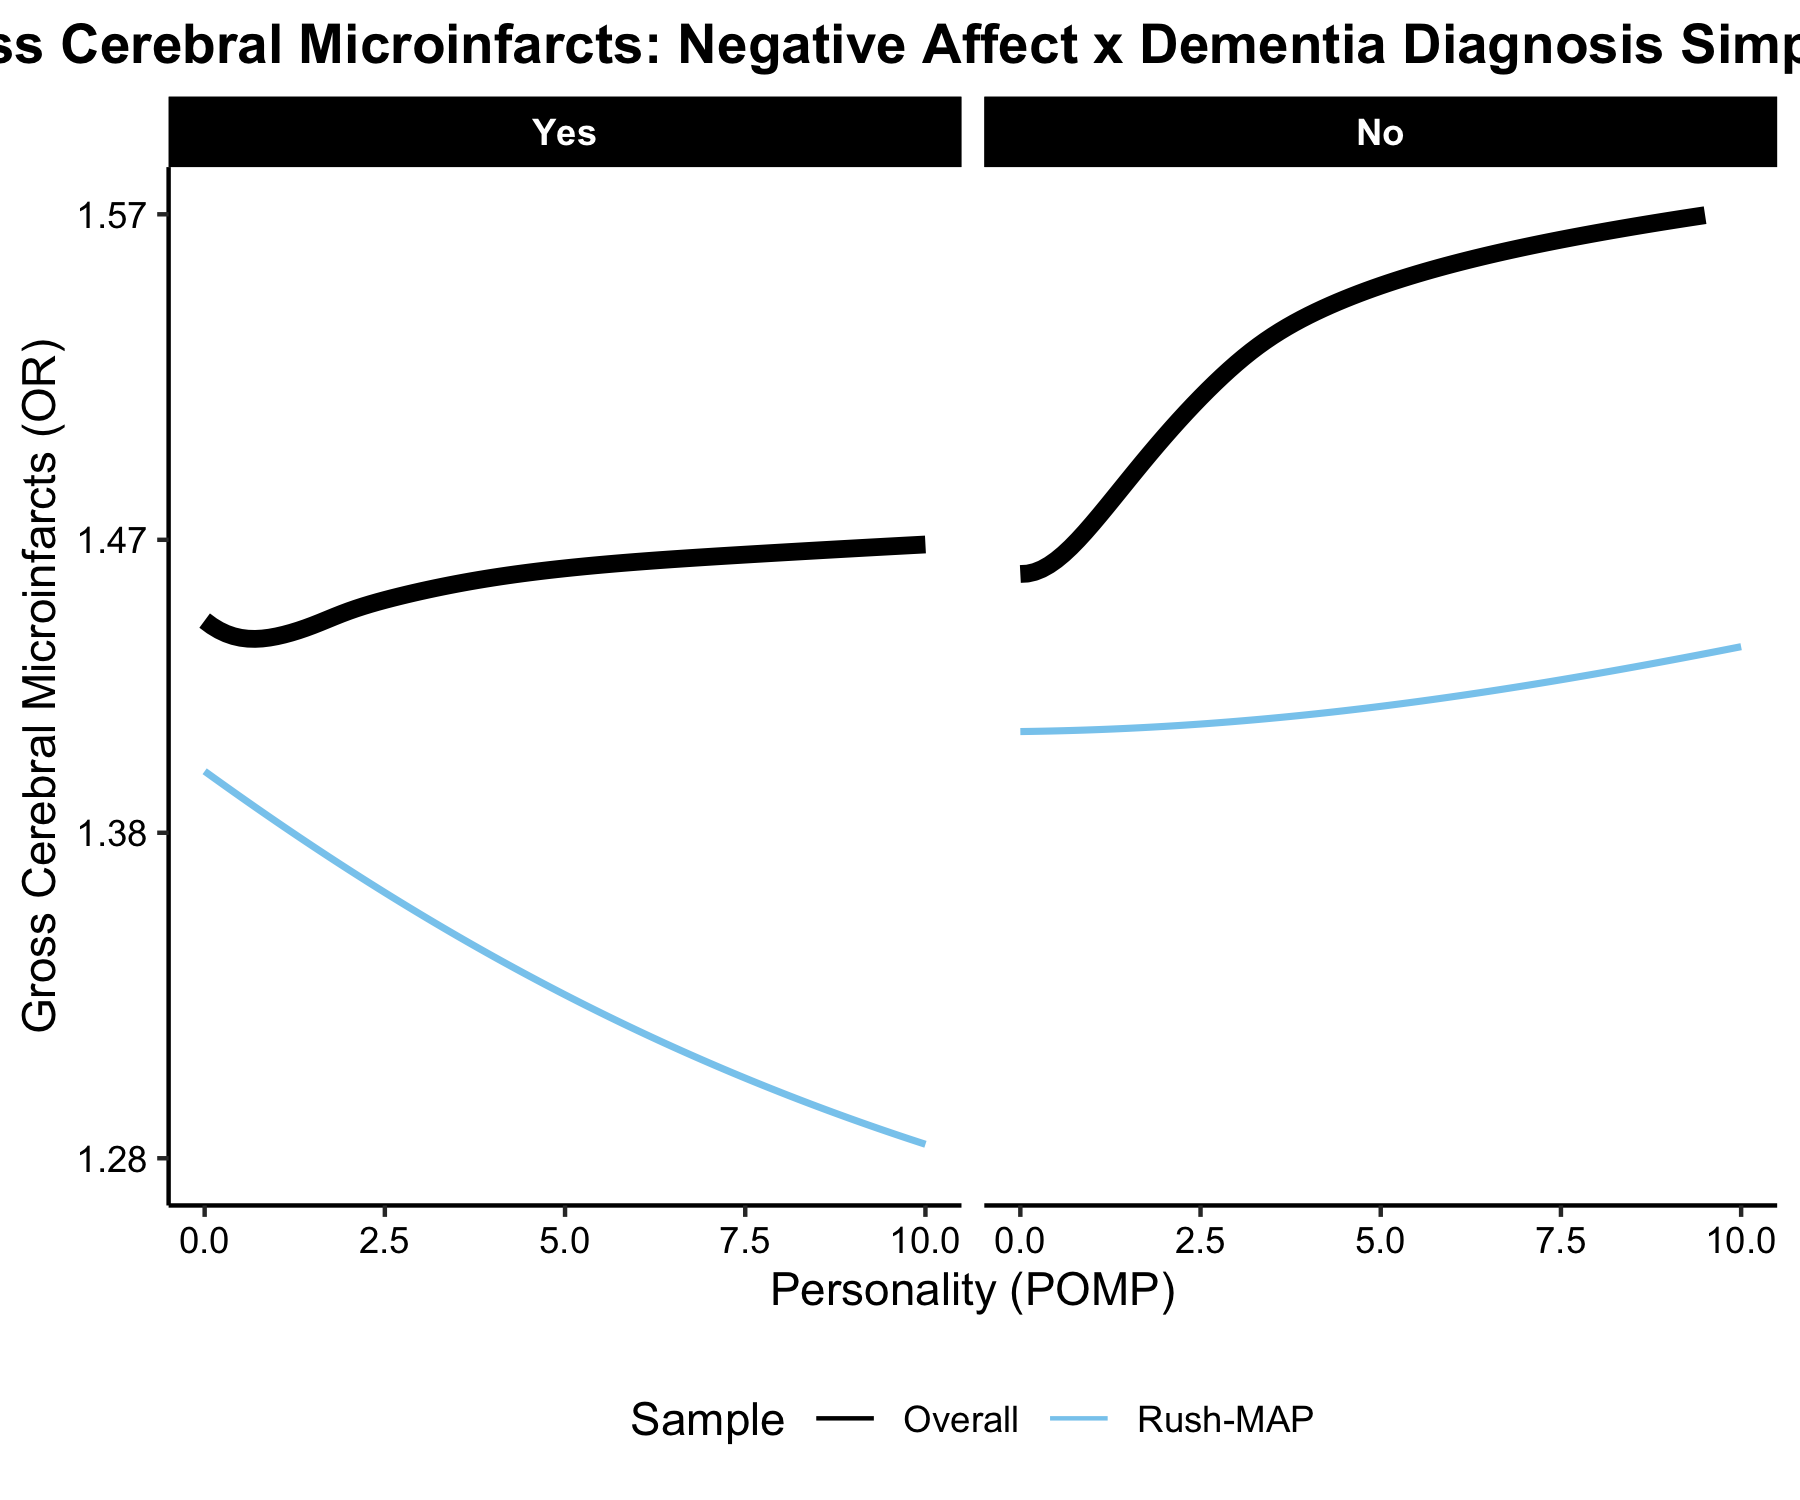 ss Cerebral Microinfarcts: Negative Affect x Dementia Diagnosis Simp
Yes No
1.57
1.47
1.38
1.28
Gross Cerebral Microinfarcts (OR)
0.0 2.5 5.0 7.5 10.0 0.0 2.5 5.0 7.5 10.0
Personality (POMP)
Sample Overall Rush-MAP